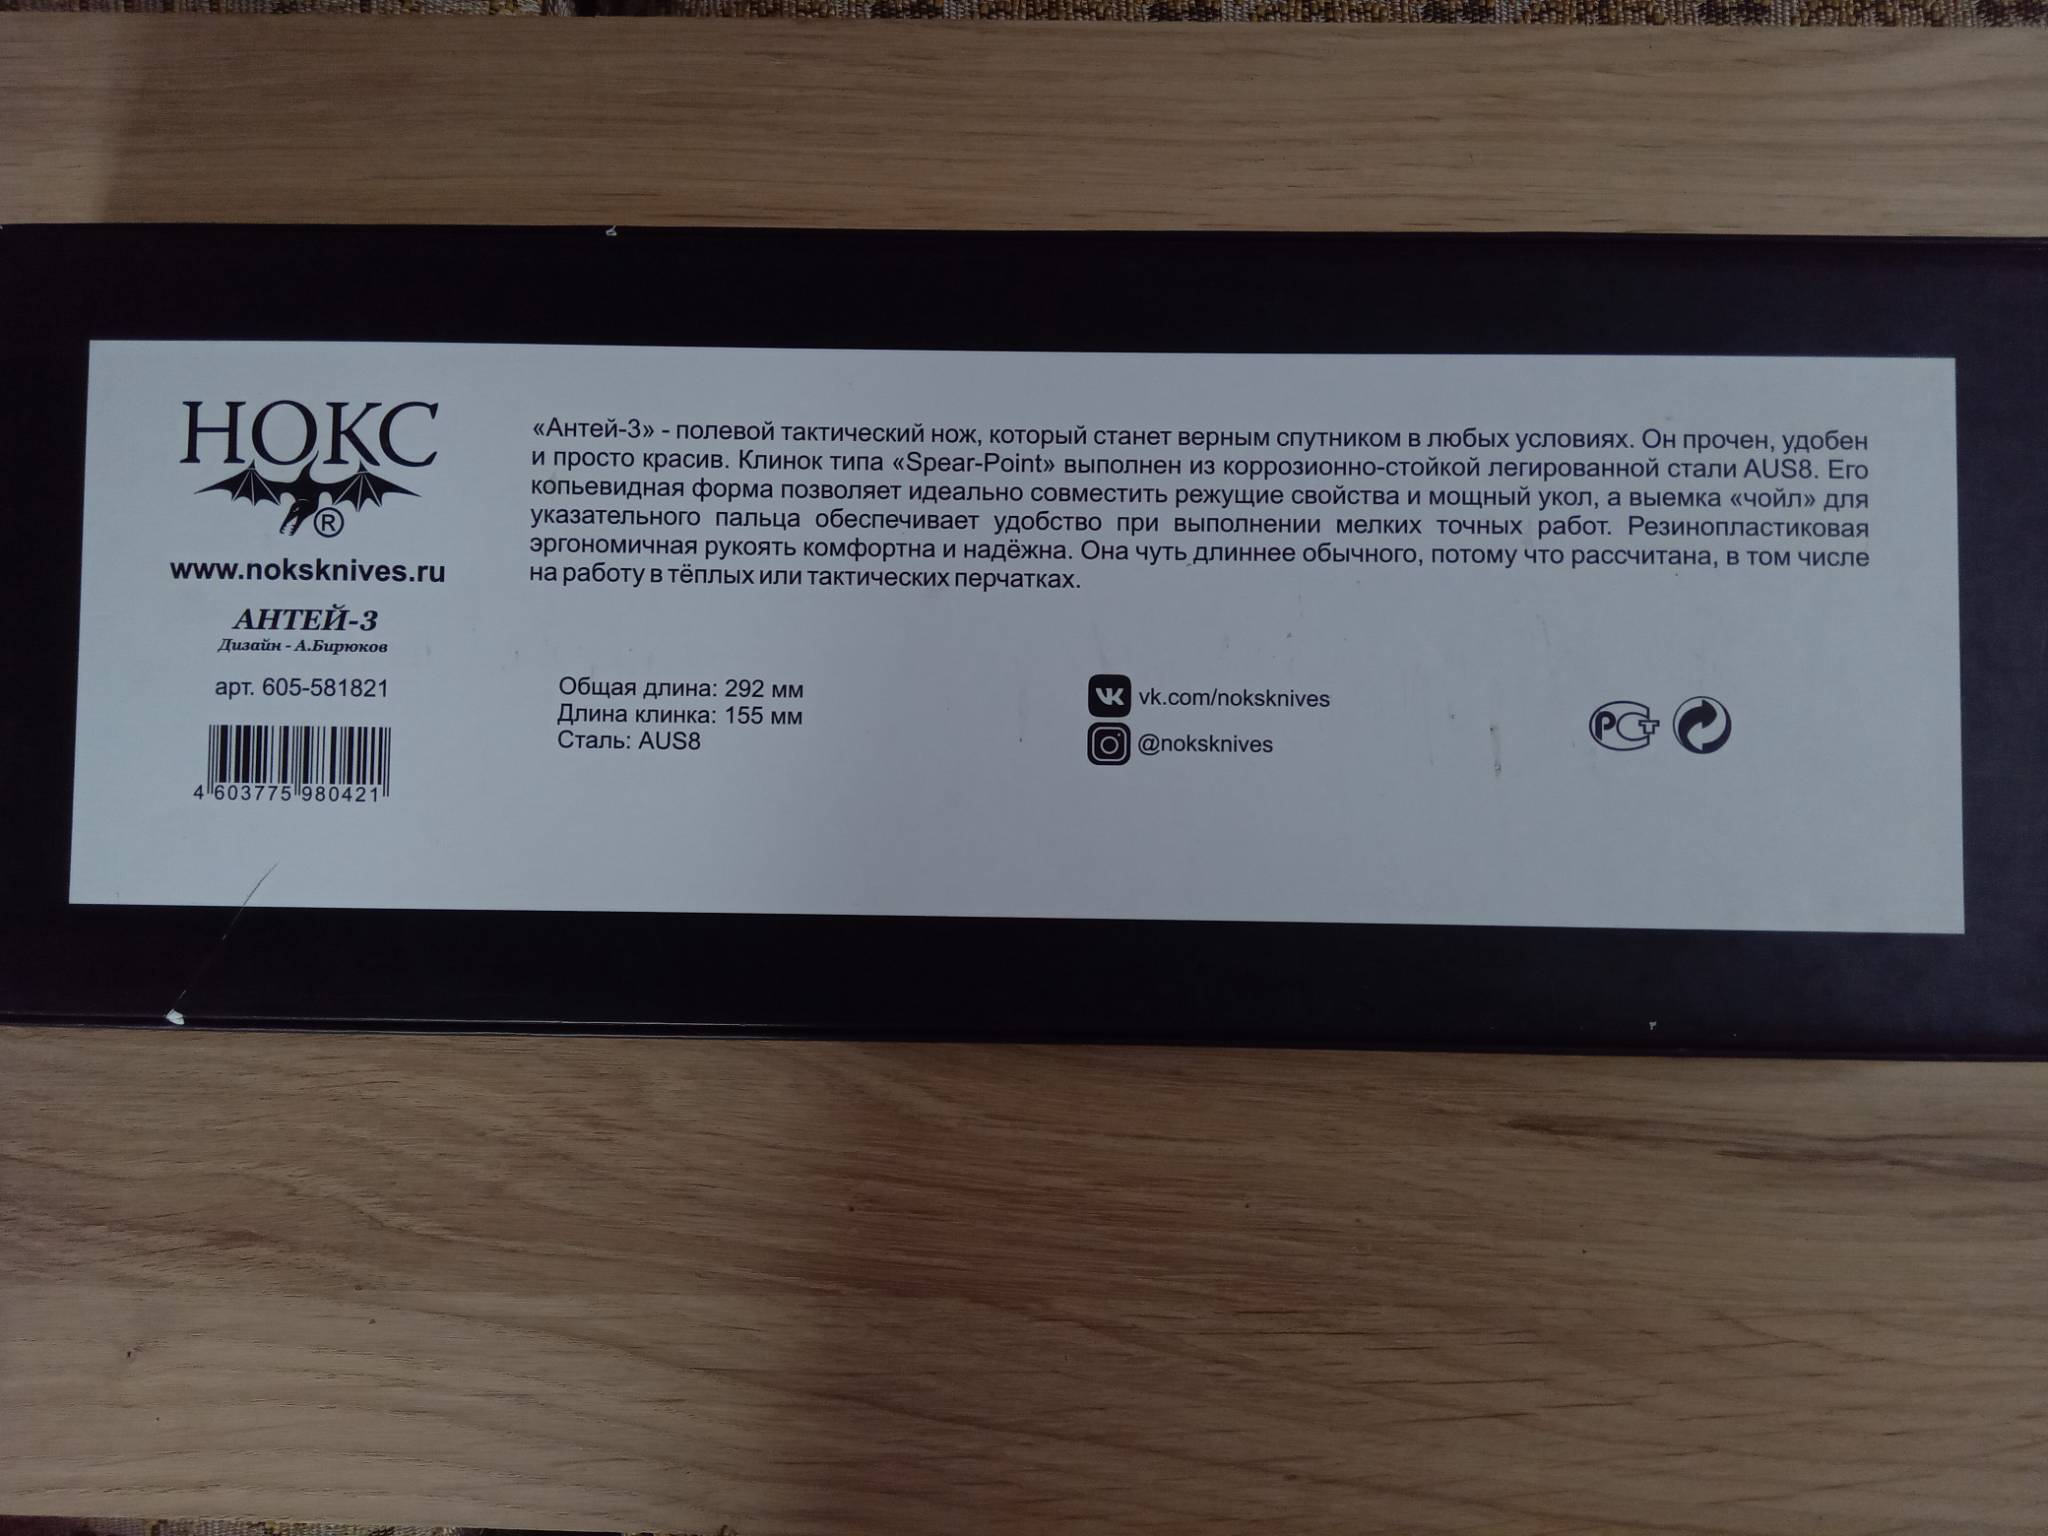 НОКС
®
www.noksknives.ru
АНТЕЙ-3
Дизайн - А.Бирюков
арт. 605-581821
4 603775 980421
«Антей-3» - полевой тактический нож, который станет верным спутником в любых условиях. Он прочен, удобен
и просто красив. Клинок типа «Spear-Point» выполнен из коррозионно-стойкой легированной стали AUS8. Его
копьевидная форма позволяет идеально совместить режущие свойства и мощный укол, а выемка «чойл» для
указательного пальца обеспечивает удобство при выполнении мелких точных работ. Резинопластиковая
эргономичная рукоять комфортна и надёжна. Она чуть длиннее обычного, потому что рассчитана, в том числе
на работу в тёплых или тактических перчатках.
Общая длина: 292 мм
Длина клинка: 155 мм
Сталь: AUS8
vk.com/noksknives
@noksknives
РСТ